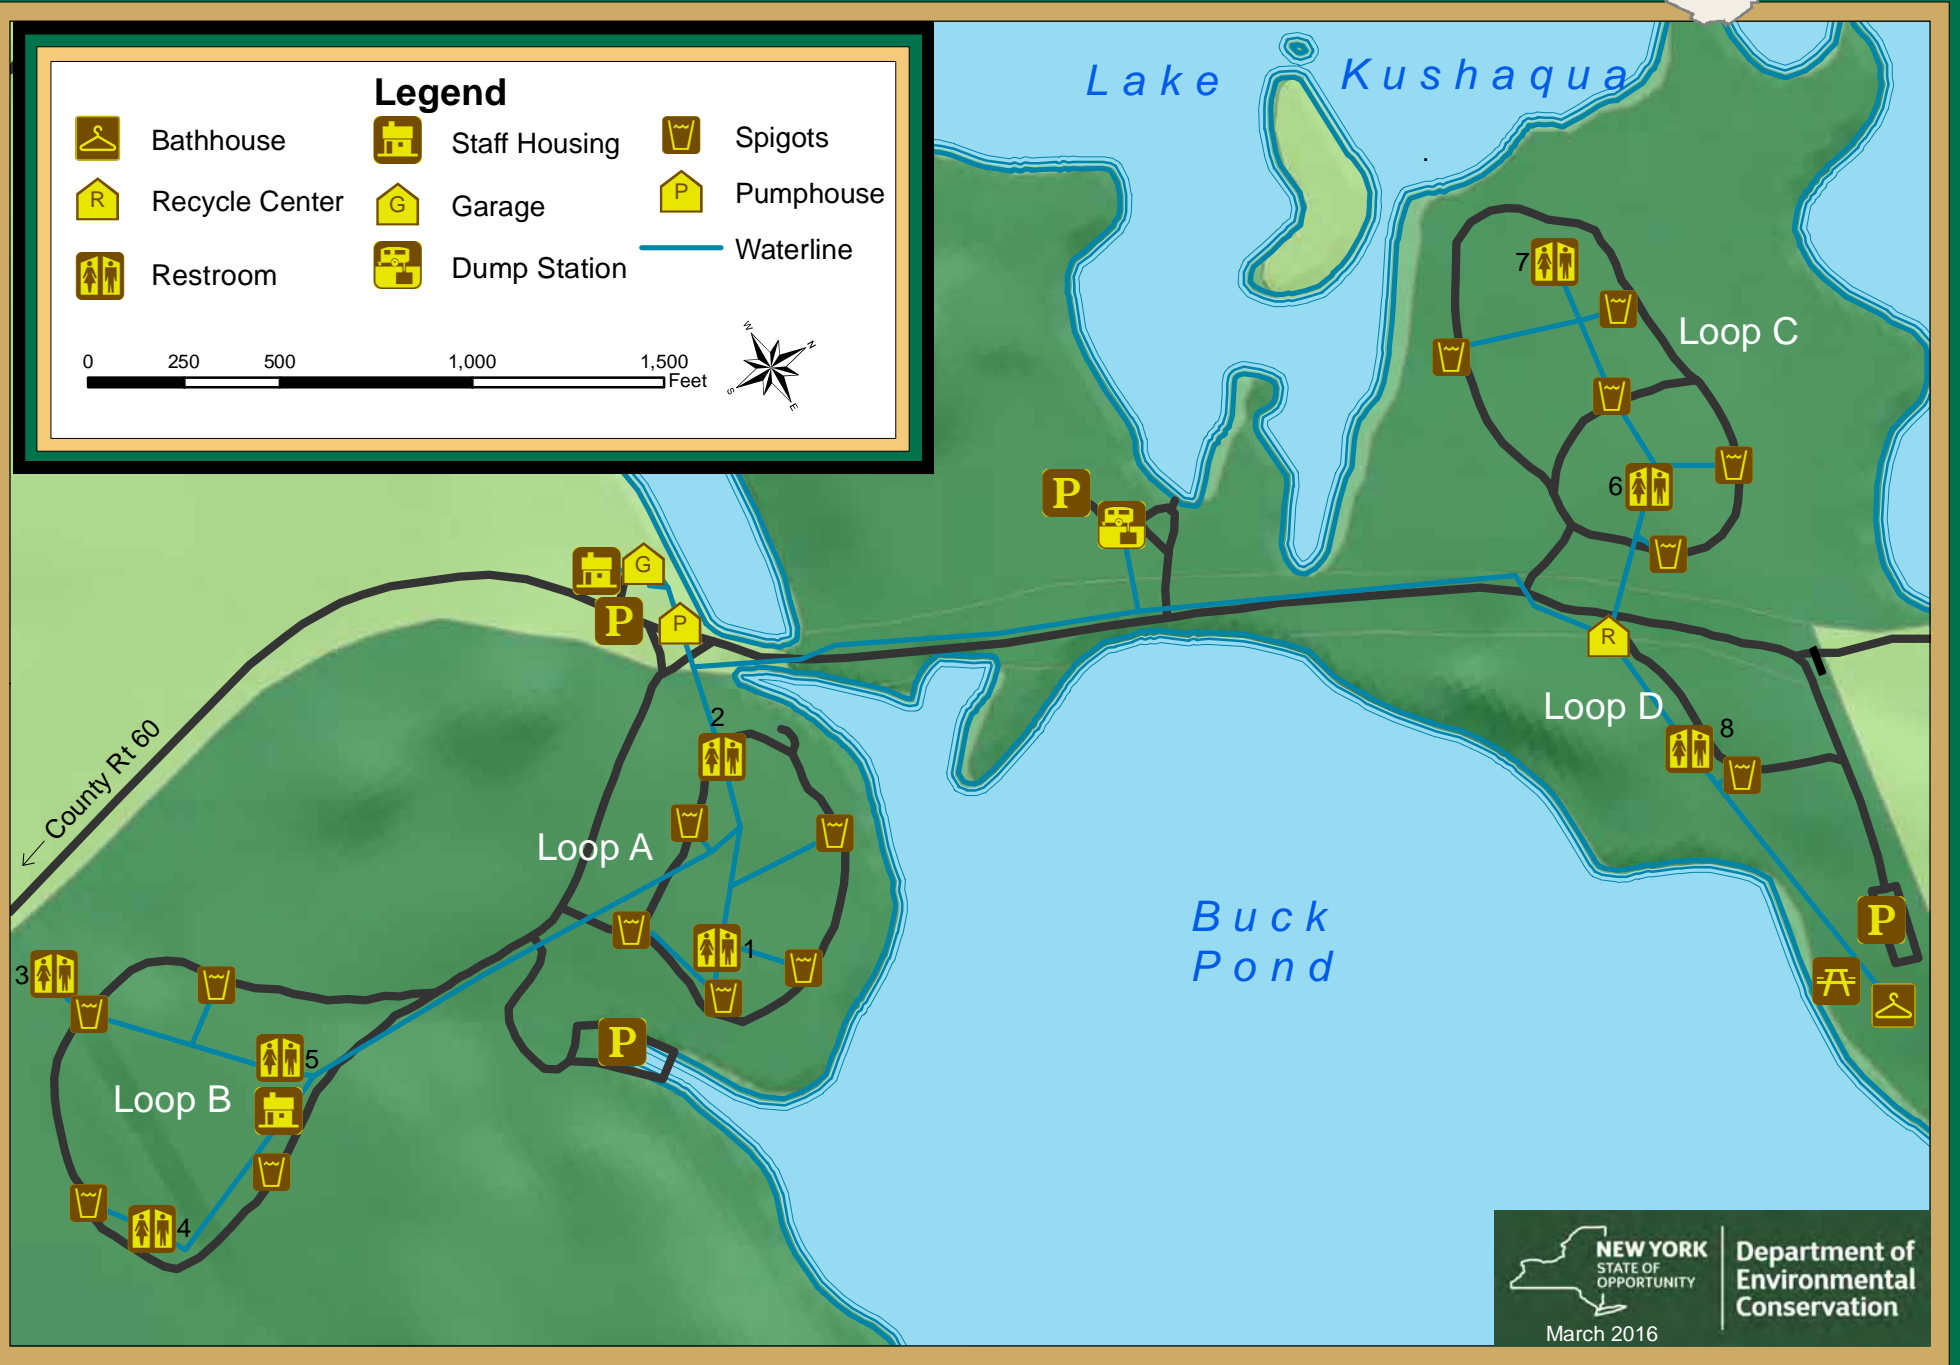 Legend
Bathhouse
Staff Housing
Spigots
R
Recycle Center
G
Garage
P
Pumphouse
Restroom
Dump Station
Waterline
0 250 500 1,000 1,500
Feet
W
N
S
E
Lake Kushaqua
7
Loop C
6
P
G
P
P
R
Loop D
8
2
County Rt 60
Loop A
Buck
Pond
P
1
3
P
5
Loop B
4
NEW YORK
STATE OF
OPPORTUNITY
Department of
Environmental
Conservation
March 2016